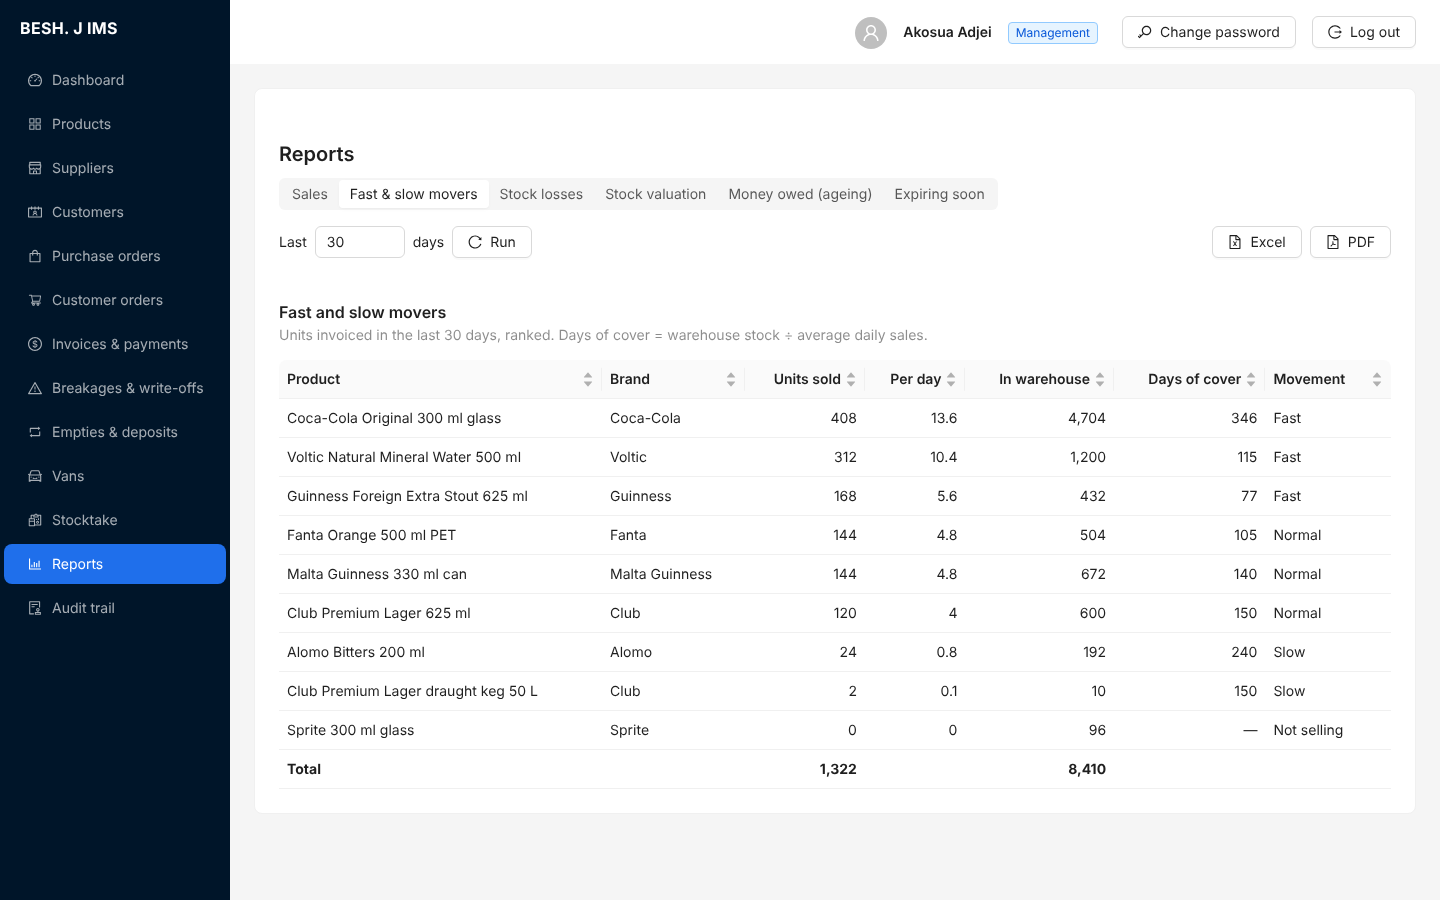 BESH. J IMS
Akosua Adjei Management Change password Log out
Dashboard
Products
Suppliers
Customers
Purchase orders
Customer orders
Invoices & payments
Breakages & write-offs
Empties & deposits
Vans
Stocktake
Reports
Audit trail
Reports
Sales Fast & slow movers Stock losses Stock valuation Money owed (ageing) Expiring soon
Last 30 days Run Excel PDF
Fast and slow movers
Units invoiced in the last 30 days, ranked. Days of cover = warehouse stock ÷ average daily sales.
Product Brand Units sold Per day In warehouse Days of cover Movement
Coca-Cola Original 300 ml glass Coca-Cola 408 13.6 4,704 346 Fast
Voltic Natural Mineral Water 500 ml Voltic 312 10.4 1,200 115 Fast
Guinness Foreign Extra Stout 625 ml Guinness 168 5.6 432 77 Fast
Fanta Orange 500 ml PET Fanta 144 4.8 504 105 Normal
Malta Guinness 330 ml can Malta Guinness 144 4.8 672 140 Normal
Club Premium Lager 625 ml Club 120 4 600 150 Normal
Alomo Bitters 200 ml Alomo 24 0.8 192 240 Slow
Club Premium Lager draught keg 50 L Club 2 0.1 10 150 Slow
Sprite 300 ml glass Sprite 0 0 96 — Not selling
Total 1,322 8,410